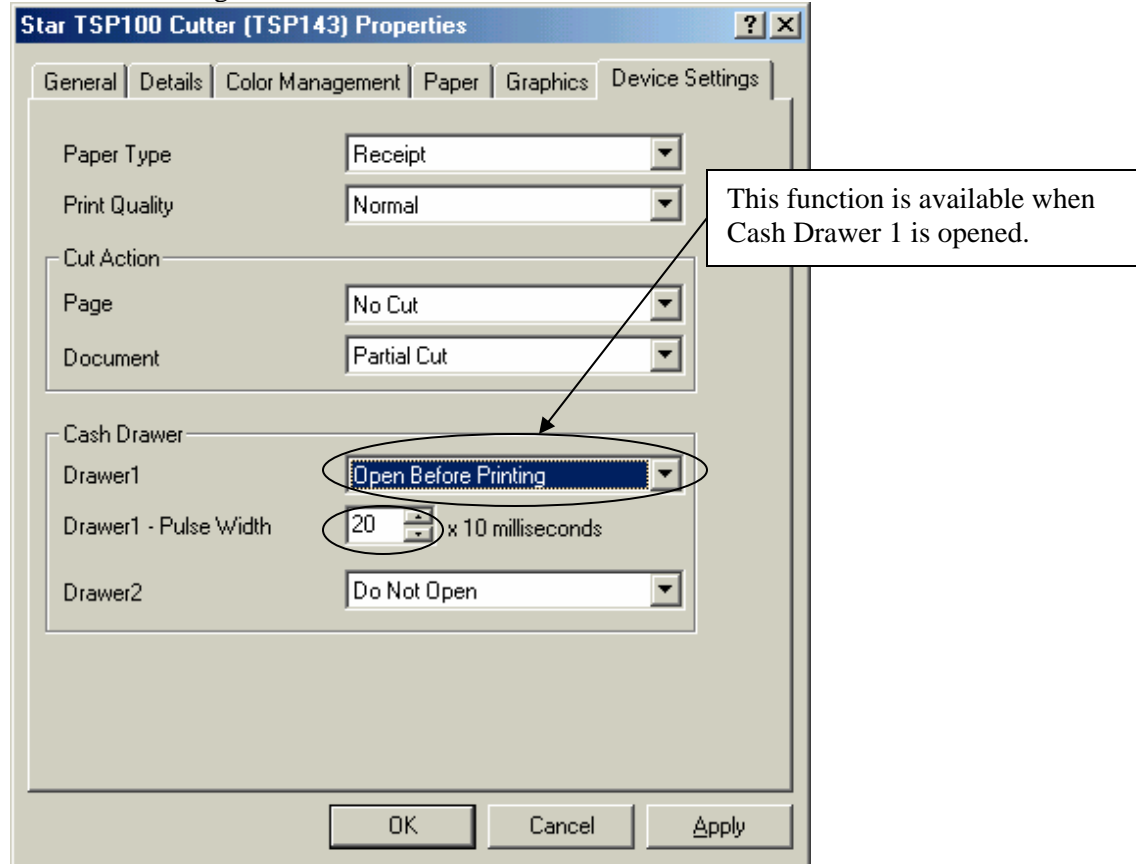 Star TSP100 Cutter (TSP143) Properties
General Details Color Management Paper Graphics Device Settings
Paper Type Receipt
Print Quality Normal
This function is available when
Cash Drawer 1 is opened.
Cut Action
Page No Cut
Document Partial Cut
Cash Drawer
Drawer1 Open Before Printing
Drawer1 - Pulse Width 20 x 10 milliseconds
Drawer2 Do Not Open
OK Cancel Apply